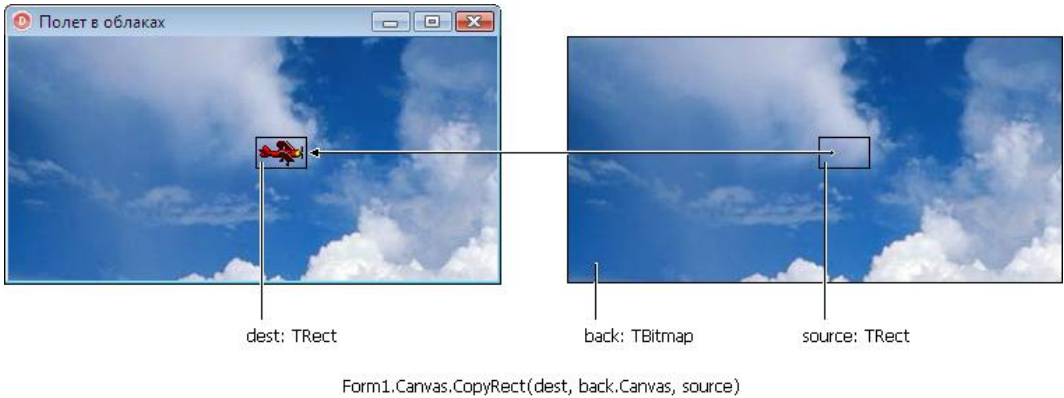 Полет в облаках
dest: TRect
back: TBitmap
source: TRect
Form1.Canvas.CopyRect(dest, back.Canvas, source)